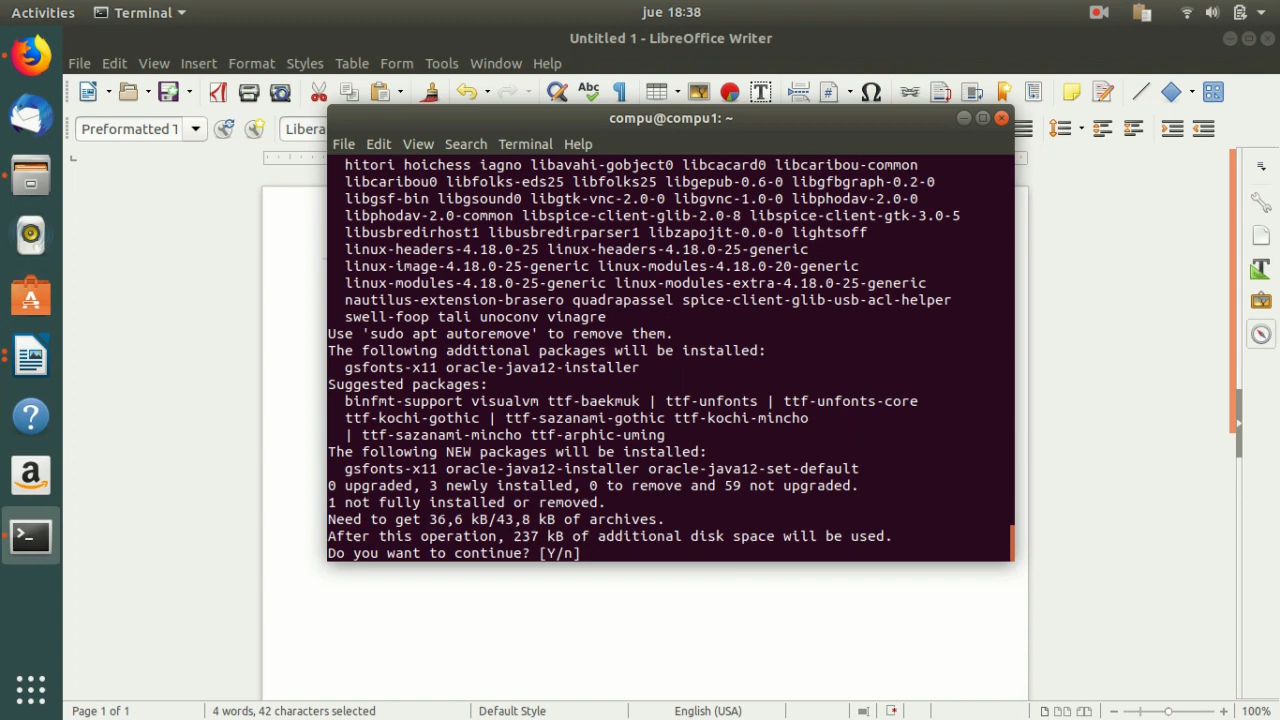 Activities Terminal jue 18:38
Untitled 1 - LibreOffice Writer
File Edit View Insert Format Styles Table Form Tools Window Help
Abc
Preformatted T Libera
compu@compu1: ~
File Edit View Search Terminal Help
hitori hoichess iagno libavahi-gobject0 libcacard0 libcaribou-common
libcaribou0 libfolks-eds25 libfolks25 libgepub-0.6-0 libgfbgraph-0.2-0
libgsf-bin libgsound0 libgtk-vnc-2.0-0 libgvnc-1.0-0 libphodav-2.0-0
libphodav-2.0-common libspice-client-glib-2.0-8 libspice-client-gtk-3.0-5
libusbredirhost1 libusbredirparser1 libzapojit-0.0-0 lightsoff
linux-headers-4.18.0-25 linux-headers-4.18.0-25-generic
linux-image-4.18.0-25-generic linux-modules-4.18.0-20-generic
linux-modules-4.18.0-25-generic linux-modules-extra-4.18.0-25-generic
nautilus-extension-brasero quadrapassel spice-client-glib-usb-acl-helper
swell-foop tali unoconv vinagre
Use 'sudo apt autoremove' to remove them.
The following additional packages will be installed:
gsfonts-x11 oracle-java12-installer
Suggested packages:
binfmt-support visualvm ttf-baekmuk | ttf-unfonts | ttf-unfonts-core
ttf-kochi-gothic | ttf-sazanami-gothic ttf-kochi-mincho
| ttf-sazanami-mincho ttf-arphic-uming
The following NEW packages will be installed:
gsfonts-x11 oracle-java12-installer oracle-java12-set-default
0 upgraded, 3 newly installed, 0 to remove and 59 not upgraded.
1 not fully installed or removed.
Need to get 36,6 kB/43,8 kB of archives.
After this operation, 237 kB of additional disk space will be used.
Do you want to continue? [Y/n]
Page 1 of 1 4 words, 42 characters selected Default Style English (USA) 100%